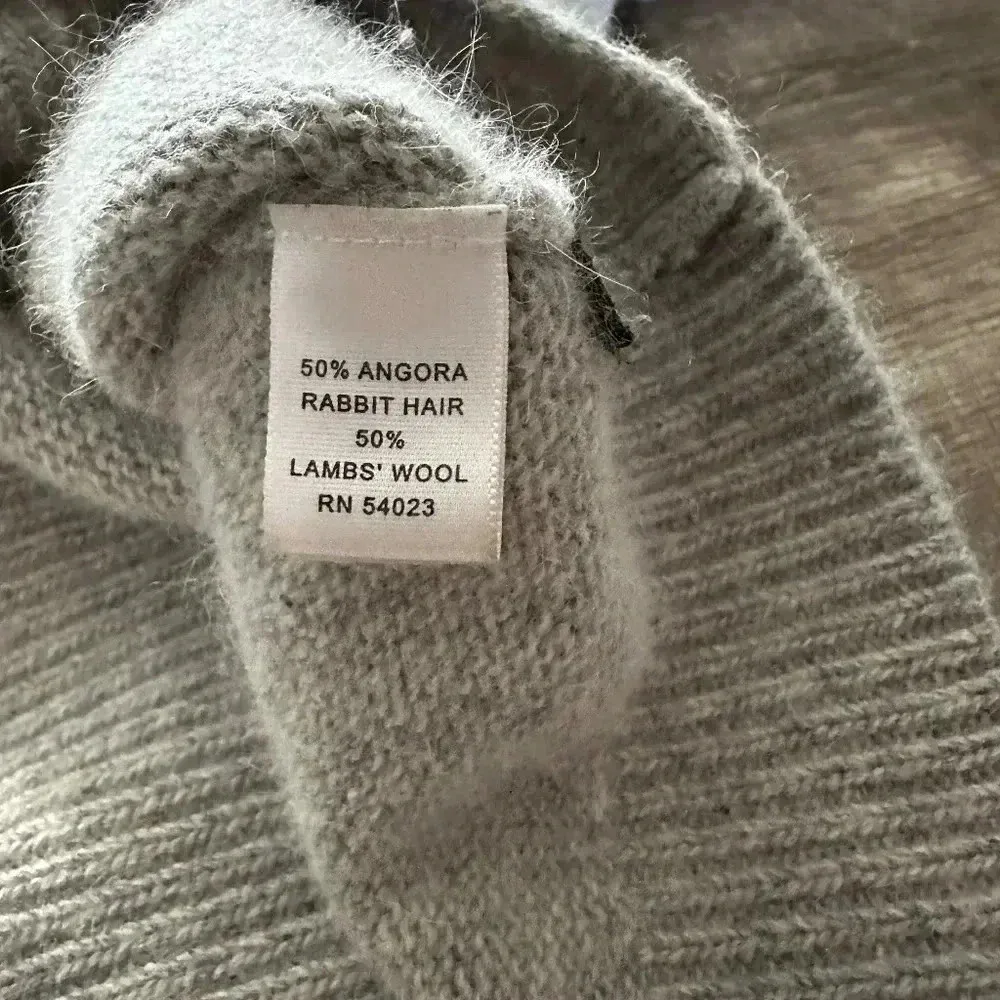 50% ANGORA
RABBIT HAIR
50%
LAMBS' WOOL
RN 54023